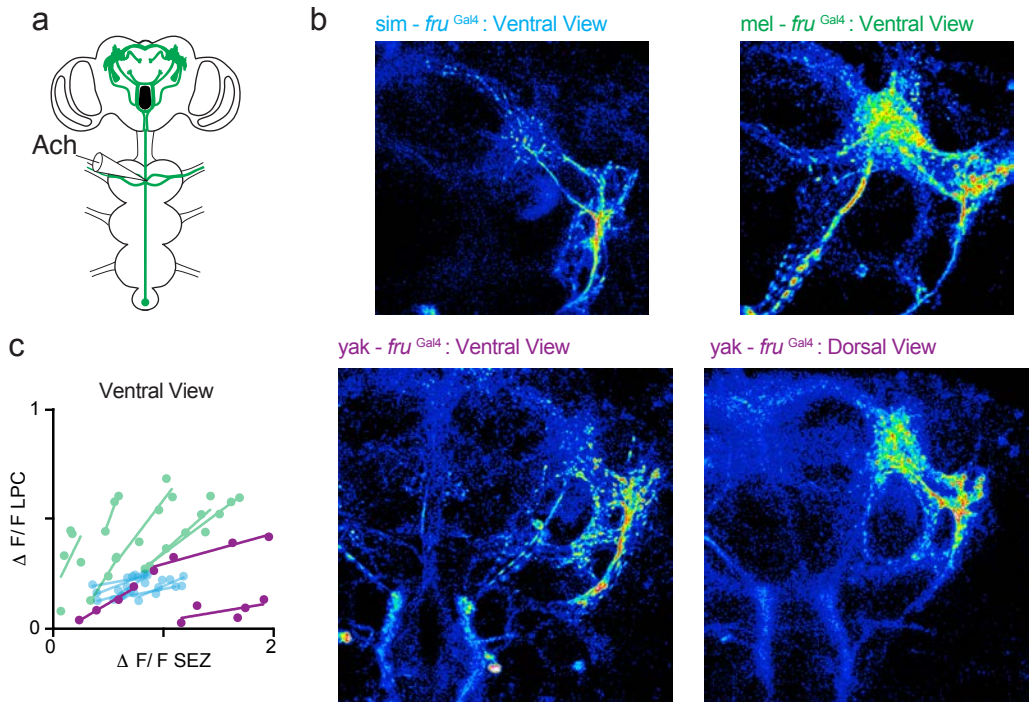 a
Ach
b
sim - fru Gal4 : Ventral View
mel - fru Gal4 : Ventral View
yak - fru Gal4 : Ventral View
yak - fru Gal4 : Dorsal View
c
Ventral View
1
Δ F/ F LPC
0
0
2
Δ F/ F SEZ